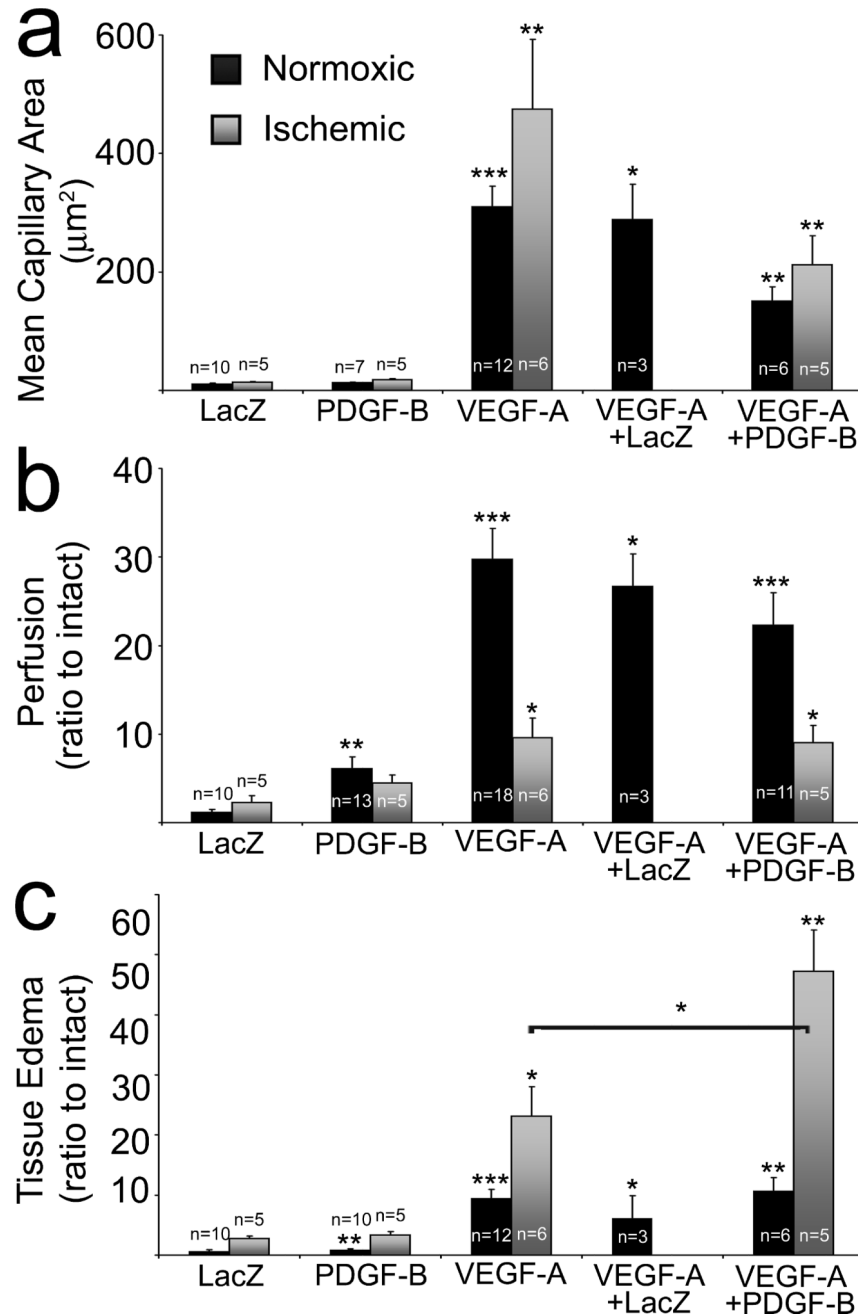 a
Mean Capillary Area
(μm²)
600
400
200
Normoxic
Ischemic
**
***
*
**
**
n=10 n=5
n=7 n=5
n=12 n=6
n=3
n=6 n=5
LacZ PDGF-B VEGF-A VEGF-A VEGF-A
+LacZ +PDGF-B
b
Perfusion
(ratio to intact)
40
30
20
10
***
*
***
**
*
*
n=10 n=5
n=13 n=5
n=18 n=6
n=3
n=11 n=5
LacZ PDGF-B VEGF-A VEGF-A VEGF-A
+LacZ +PDGF-B
c
Tissue Edema
(ratio to intact)
60
50
40
30
20
10
**
*
*
***
*
**
n=10 n=5
n=10 n=5
**
n=12 n=6
n=3
n=6 n=5
LacZ PDGF-B VEGF-A VEGF-A VEGF-A
+LacZ +PDGF-B